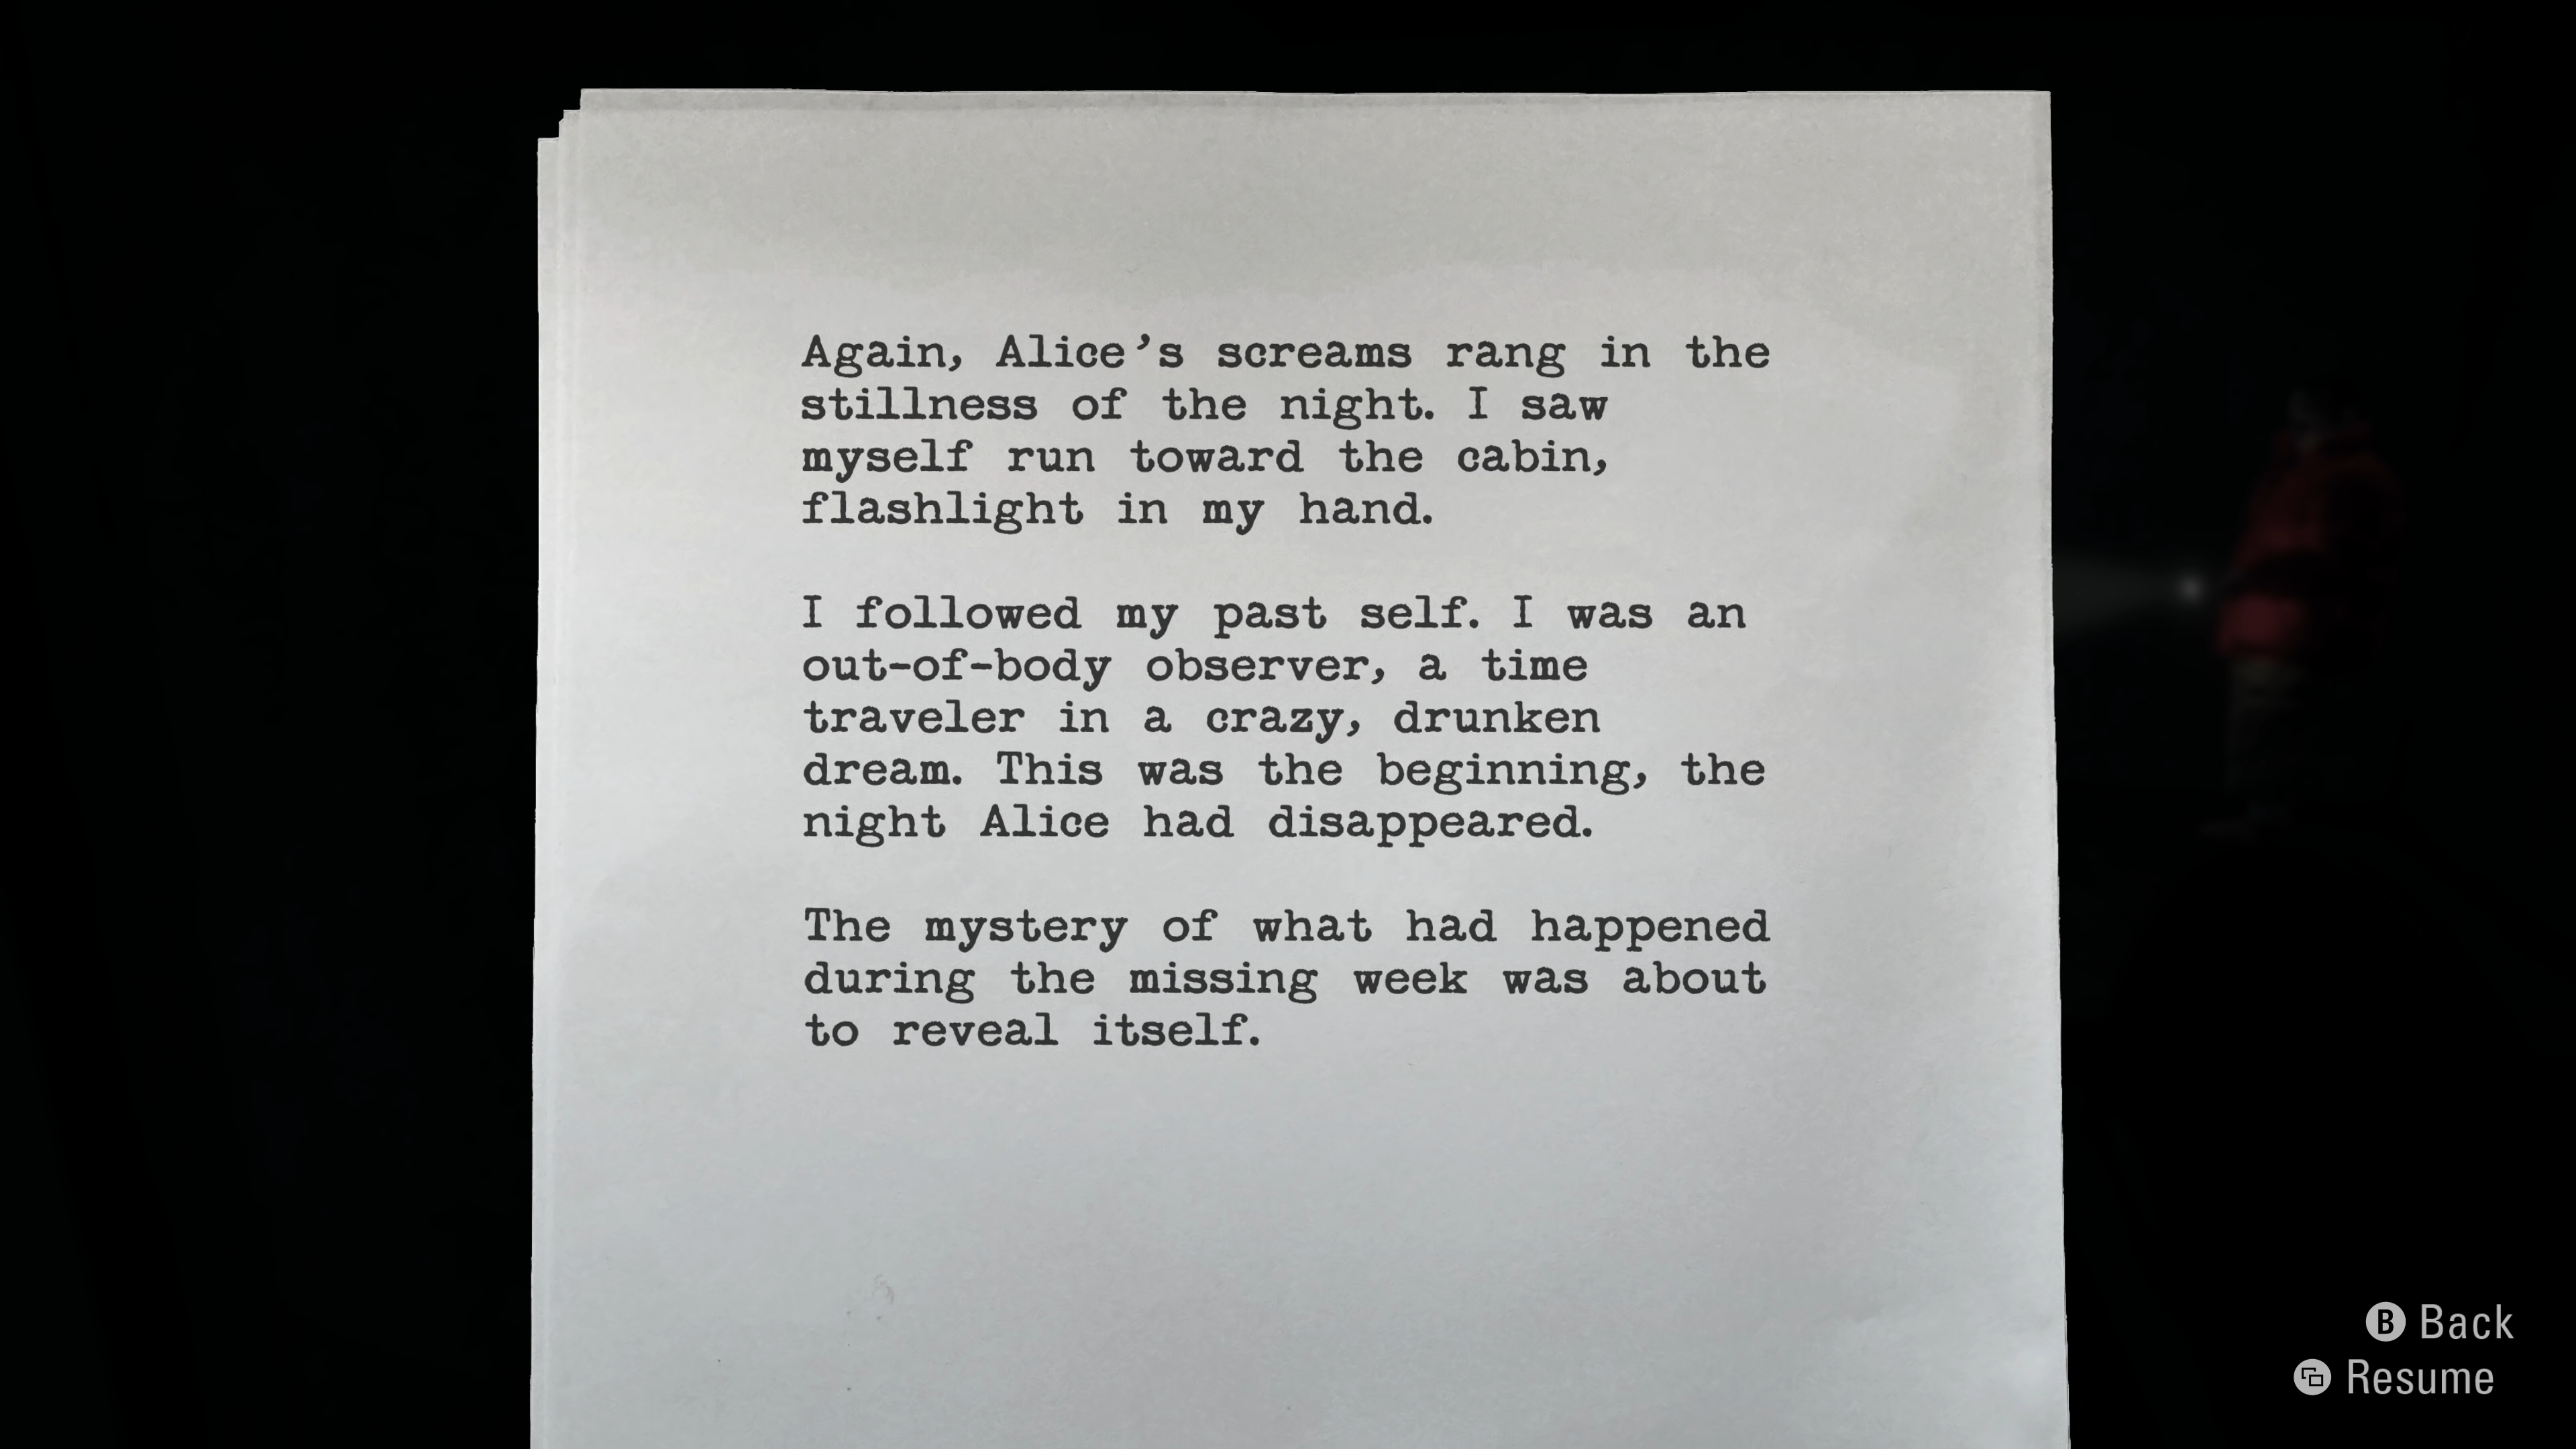 Again, Alice’s screams rang in the
stillness of the night. I saw
myself run toward the cabin,
flashlight in my hand.
I followed my past self. I was an
out-of-body observer, a time
traveler in a crazy, drunken
dream. This was the beginning, the
night Alice had disappeared.
The mystery of what had happened
during the missing week was about
to reveal itself.
B Back
Resume